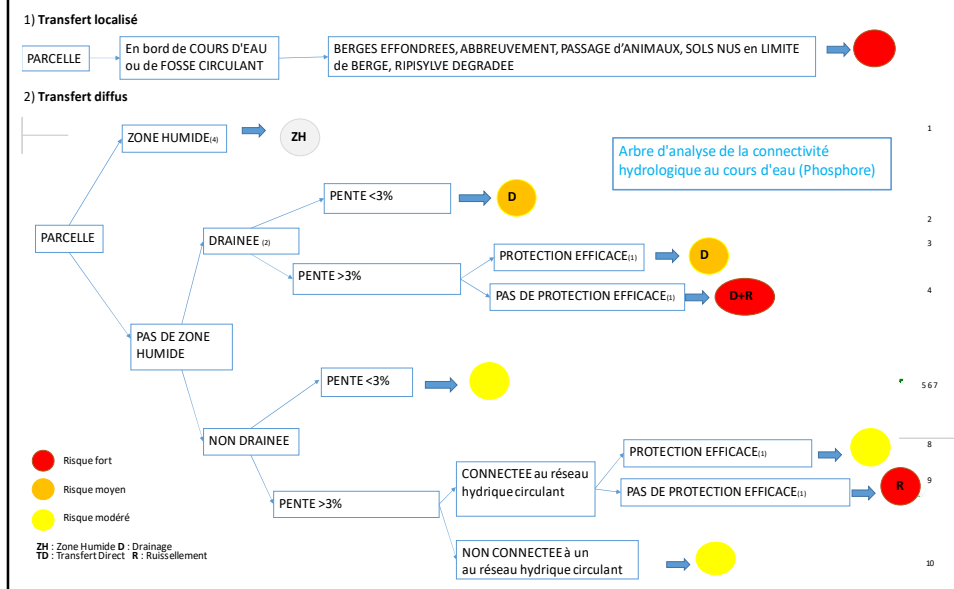 1) Transfert localisé
PARCELLE
En bord de COURS D'EAU
ou de FOSSE CIRCULANT
BERGES EFFONDREES, ABBREUVEMENT, PASSAGE d'ANIMAUX, SOLS NUS en LIMITE
de BERGE, RIPISYLVE DEGRADEE
2) Transfert diffus
ZONE HUMIDE(4)
ZH
1
Arbre d'analyse de la connectivité
hydrologique au cours d'eau (Phosphore)
PENTE <3%
D
2
PARCELLE
DRAINEE (2)
3
PROTECTION EFFICACE(1)
D
PENTE >3%
PAS DE PROTECTION EFFICACE(1)
D+R
4
PAS DE ZONE
HUMIDE
PENTE <3%
5 6 7
NON DRAINEE
8
PROTECTION EFFICACE(1)
Risque fort
CONNECTEE au réseau
hydrique circulant
9
PAS DE PROTECTION EFFICACE(1)
R
Risque moyen
PENTE >3%
Risque modéré
ZH : Zone Humide D : Drainage
TD : Transfert Direct R : Ruissellement
NON CONNECTEE à un
au réseau hydrique circulant
10